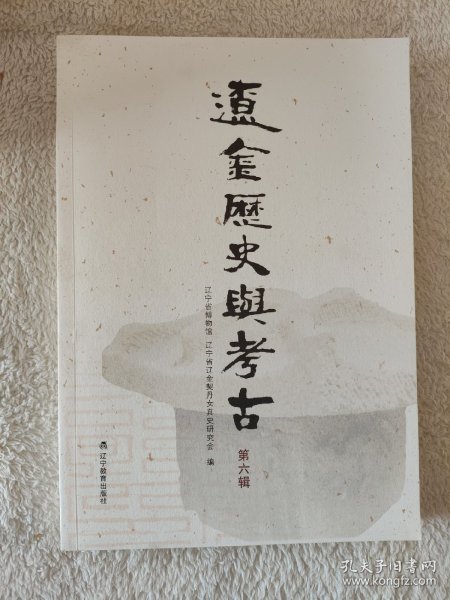 遼金歷史與考古
辽宁省博物馆 辽宁省辽金契丹女真史研究会 编
第六辑
辽宁教育出版社
孔夫子旧书网
www.kongfz.com